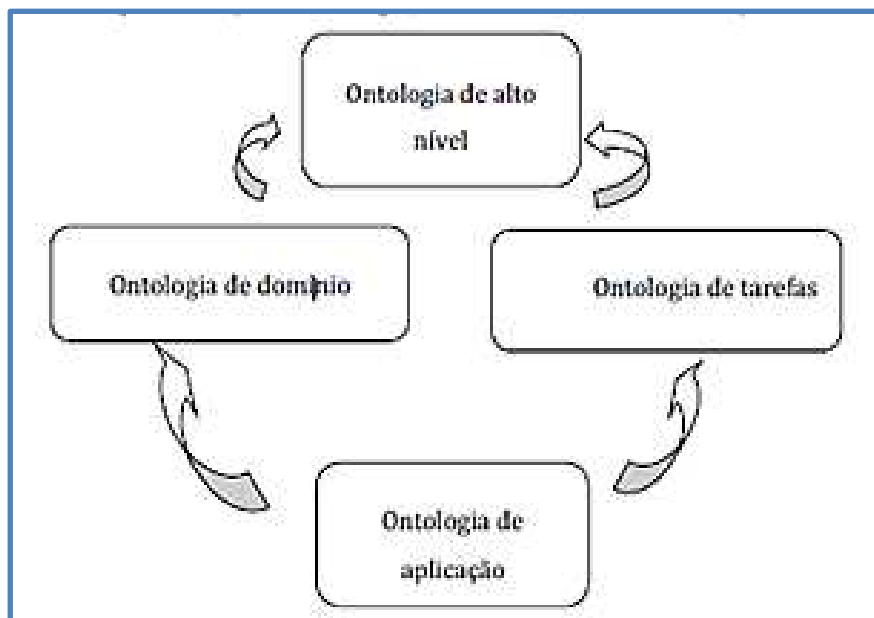 Ontologia de alto
nível
Ontologia de domínio
Ontologia de tarefas
Ontologia de
aplicação